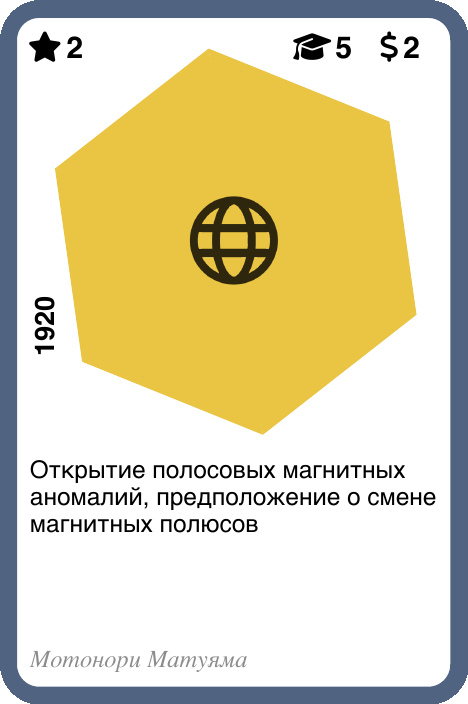 2
5
$2
1920
Открытие полосовых магнитных
аномалий, предположение о смене
магнитных полюсов
Мотонори Матуяма